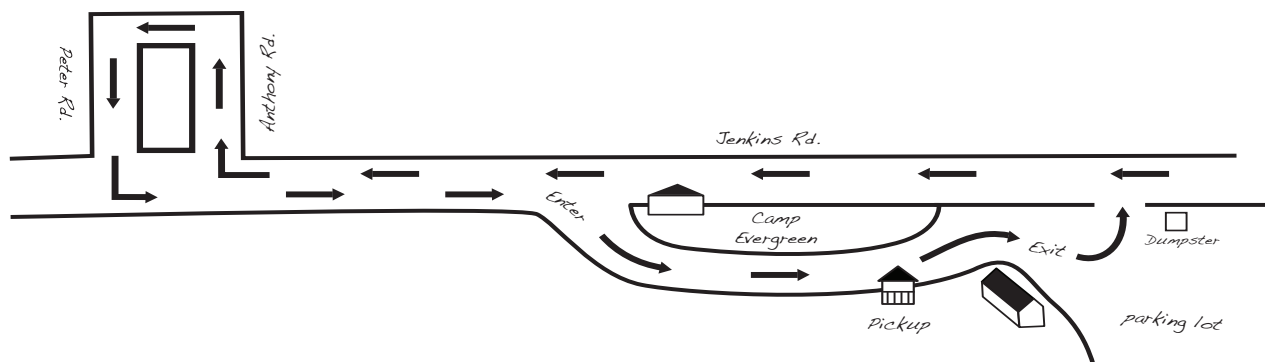 Peter Rd.
Anthony Rd.
Jenkins Rd.
Enter
Camp
Evergreen
Exit
Dumpster
Pickup
parking lot